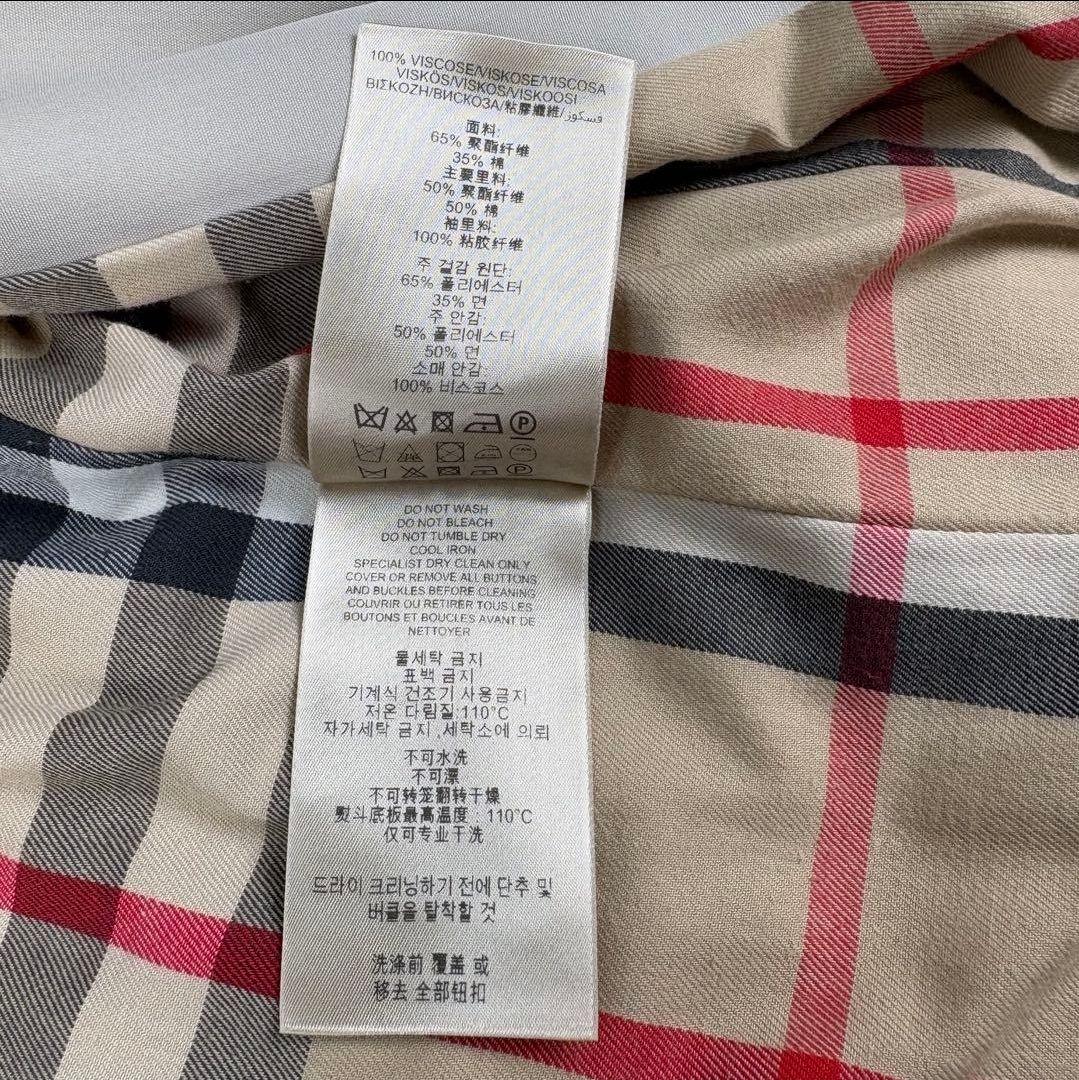 100% VISCOSE/VISKOSE/VISCOSA
VISKÓS/VISKOS/VISKOOSI
ΒΙΣΚΟΖΗ/ВИСКОЗА/粘膠纖維/فسكوز
面料:
65% 聚酯纤维
35% 棉
主要里料:
50% 聚酯纤维
50% 棉
袖里料:
100% 粘胶纤维
주 겉감 원단:
65% 폴리에스터
35% 면
주 안감:
50% 폴리에스터
50% 면
소매 안감:
100% 비스코스
P
DO NOT WASH
DO NOT BLEACH
DO NOT TUMBLE DRY
COOL IRON
SPECIALIST DRY CLEAN ONLY
COVER OR REMOVE ALL BUTTONS
AND BUCKLES BEFORE CLEANING
COUVRIR OU RETIRER TOUS LES
BOUTONS ET BOUCLES AVANT DE
NETTOYER
물세탁 금지
표백 금지
기계식 건조기 사용금지
저온 다림질:110°C
자가세탁 금지,세탁소에 의뢰
不可水洗
不可漂
不可转笼翻转干燥
熨斗底板最高温度：110°C
仅可专业干洗
드라이 크리닝하기 전에 단추 및
버클을 탈착할 것
洗涤前 覆盖 或
移去 全部钮扣